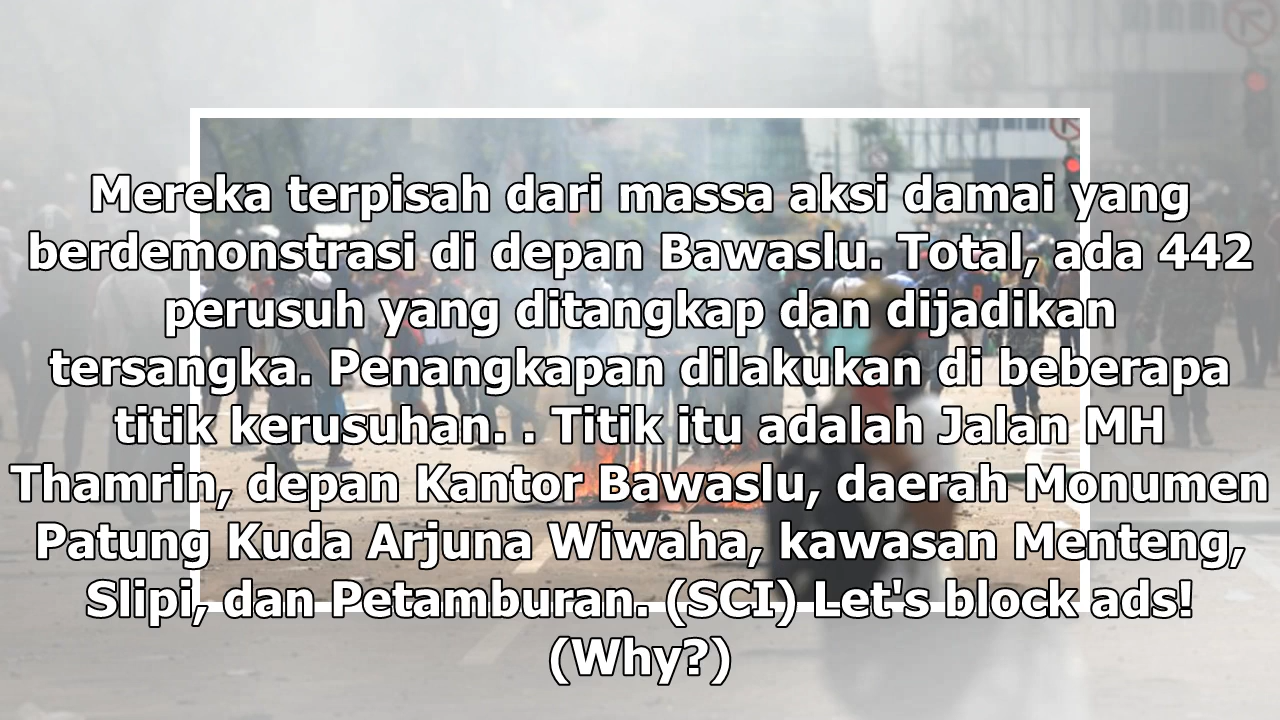 Mereka terpisah dari massa aksi damai yang
berdemonstrasi di depan Bawaslu. Total, ada 442
perusuh yang ditangkap dan dijadikan
tersangka. Penangkapan dilakukan di beberapa
titik kerusuhan. . Titik itu adalah Jalan MH
Thamrin, depan Kantor Bawaslu, daerah Monumen
Patung Kuda Arjuna Wiwaha, kawasan Menteng,
Slipi, dan Petamburan. (SCI) Let's block ads!
(Why?)